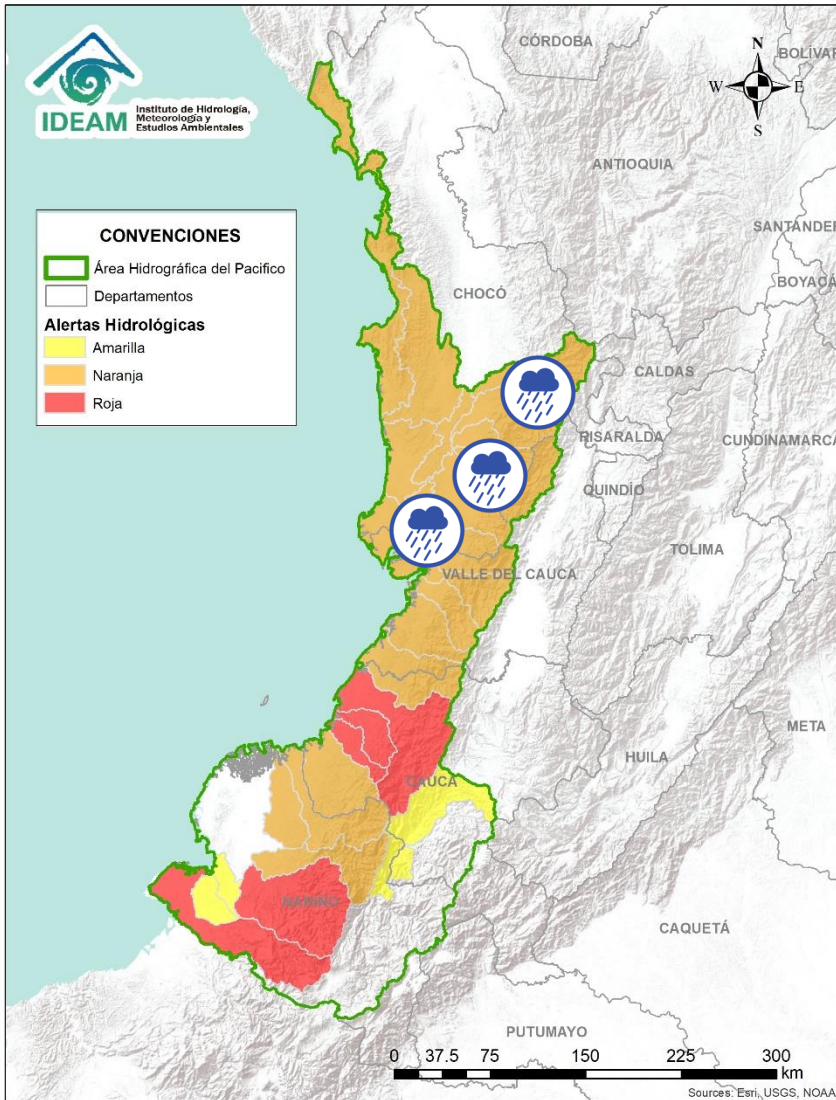 IDEAM
Instituto de Hidrología,
Meteorología y
Estudios Ambientales
CÓRDOBA
BOLÍVAR
N
W
E
S
ANTIOQUIA
CONVENCIONES
Área Hidrográfica del Pacifico
Departamentos
Alertas Hidrológicas
Amarilla
Naranja
Roja
SANTANDER
BOYACÁ
CHOCÓ
CALDAS
RISARALDA
CUNDINAMARCA
QUINDÍO
TOLIMA
VALLE DEL CAUCA
META
HUILA
CAUCA
NARIÑO
CAQUETÁ
PUTUMAYO
0 37.5 75 150 225 300
km
Sources: Esri, USGS, NOAA